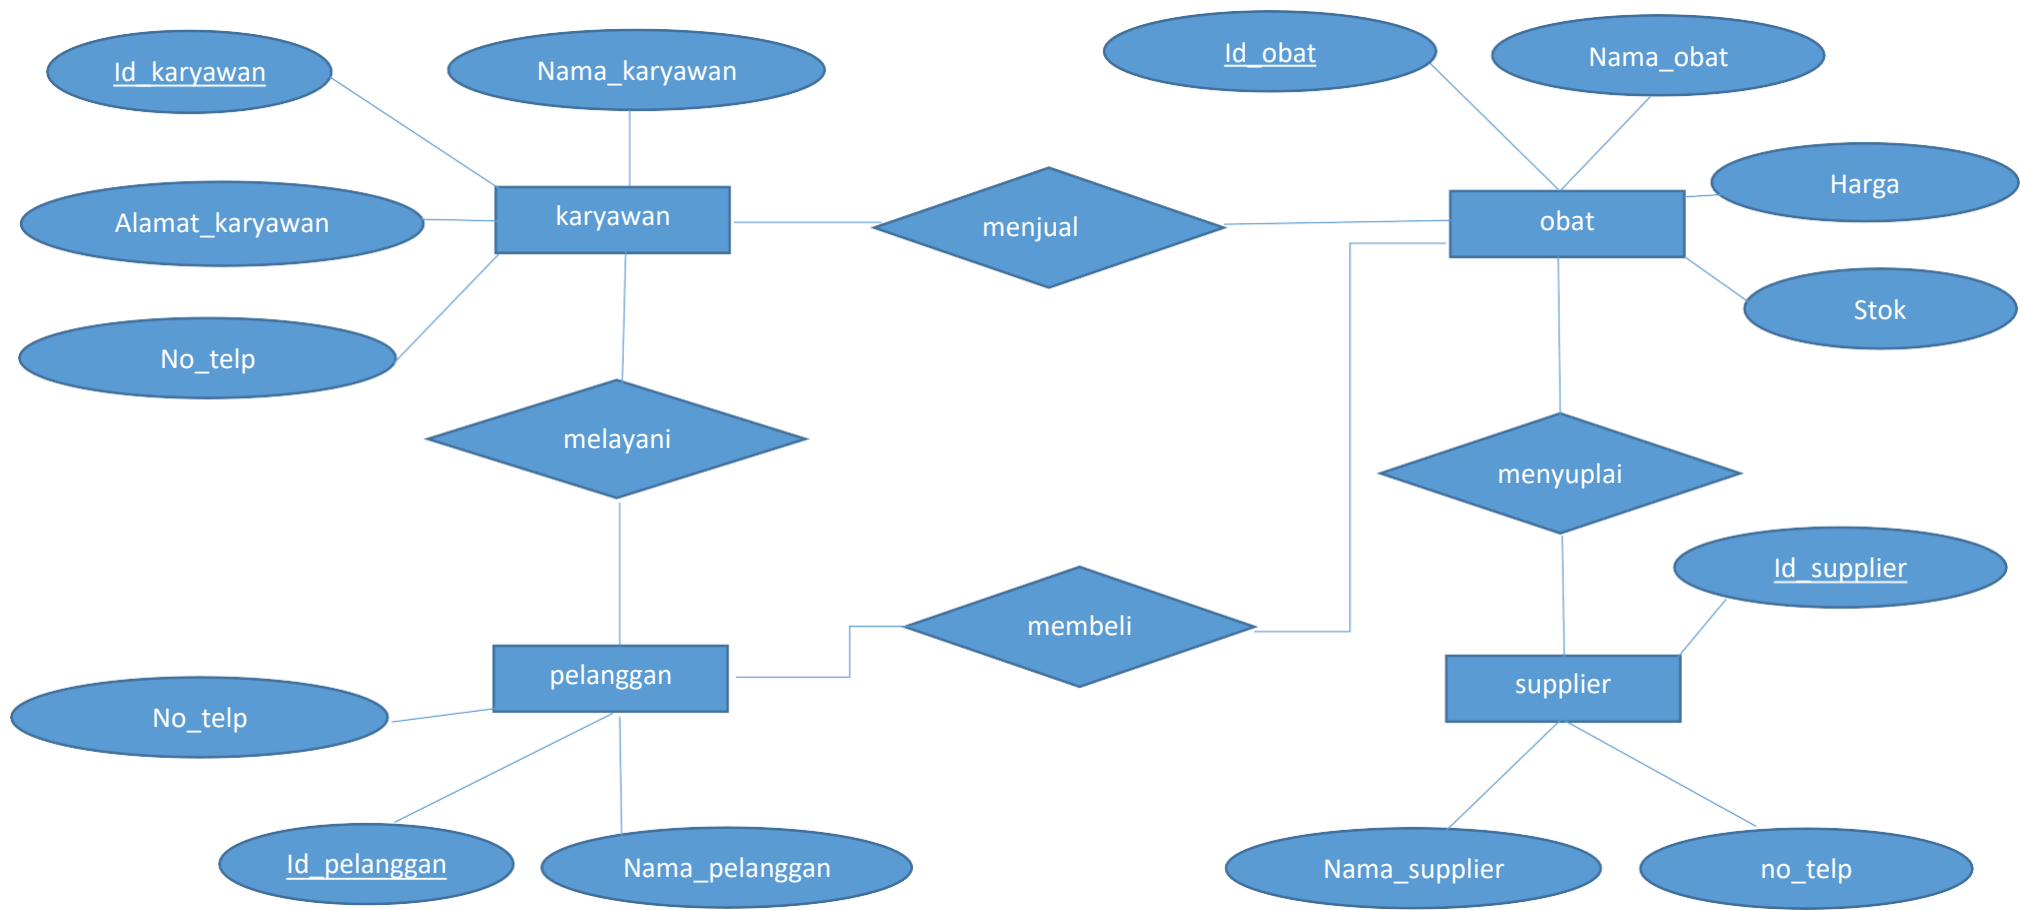 Id_karyawan
Nama_karyawan
Id_obat
Nama_obat
Harga
karyawan
menjual
obat
Alamat_karyawan
Stok
No_telp
melayani
menyuplai
Id_supplier
membeli
pelanggan
supplier
No_telp
Id_pelanggan
Nama_pelanggan
Nama_supplier
no_telp